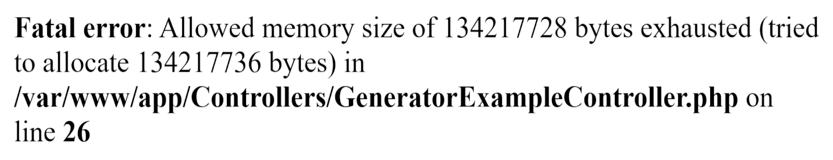 Fatal error: Allowed memory size of 134217728 bytes exhausted (tried
to allocate 134217736 bytes) in
/var/www/app/Controllers/GeneratorExampleController.php on
line 26